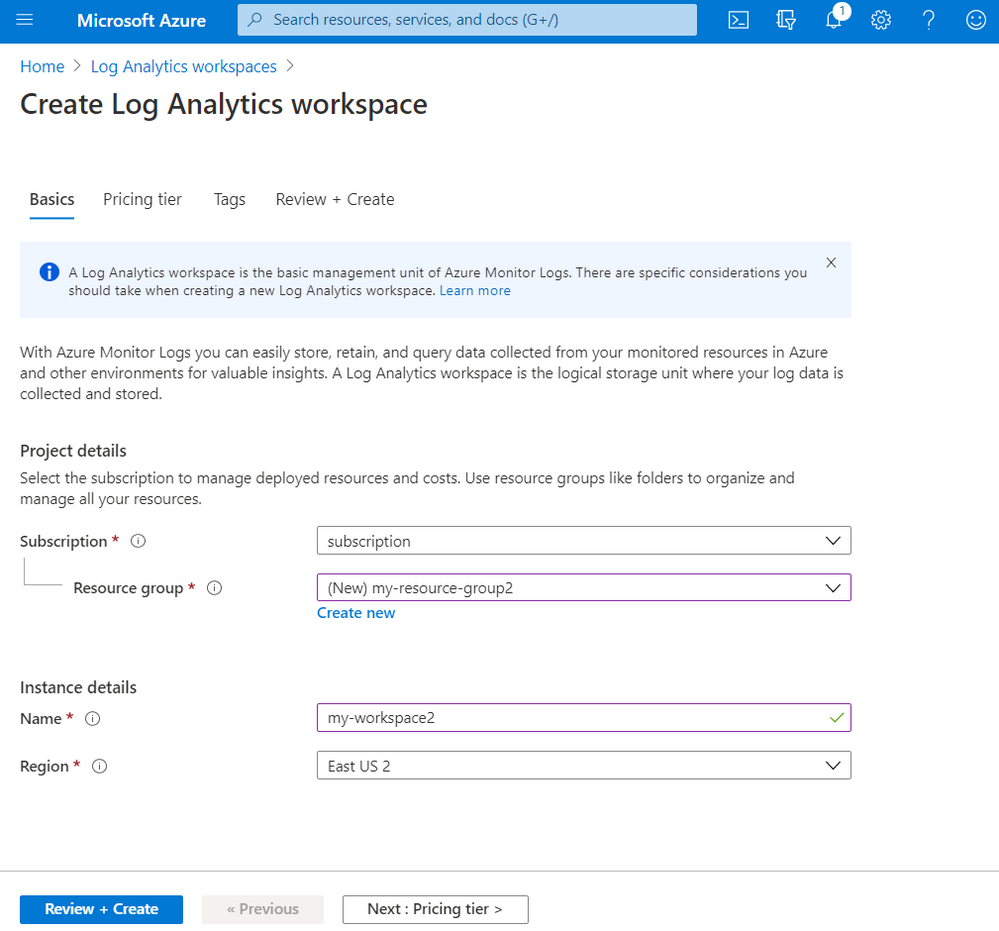 Microsoft Azure
Search resources, services, and docs (G+/)
1
Home > Log Analytics workspaces >
Create Log Analytics workspace
Basics
Pricing tier
Tags
Review + Create
A Log Analytics workspace is the basic management unit of Azure Monitor Logs. There are specific considerations you
should take when creating a new Log Analytics workspace. Learn more
With Azure Monitor Logs you can easily store, retain, and query data collected from your monitored resources in Azure
and other environments for valuable insights. A Log Analytics workspace is the logical storage unit where your log data is
collected and stored.
Project details
Select the subscription to manage deployed resources and costs. Use resource groups like folders to organize and
manage all your resources.
Subscription *
subscription
Resource group *
(New) my-resource-group2
Create new
Instance details
Name *
my-workspace2
Region *
East US 2
Review + Create
« Previous
Next : Pricing tier >